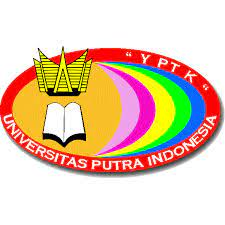 " Y P T K "
UNIVERSITAS PUTRA INDONESIA